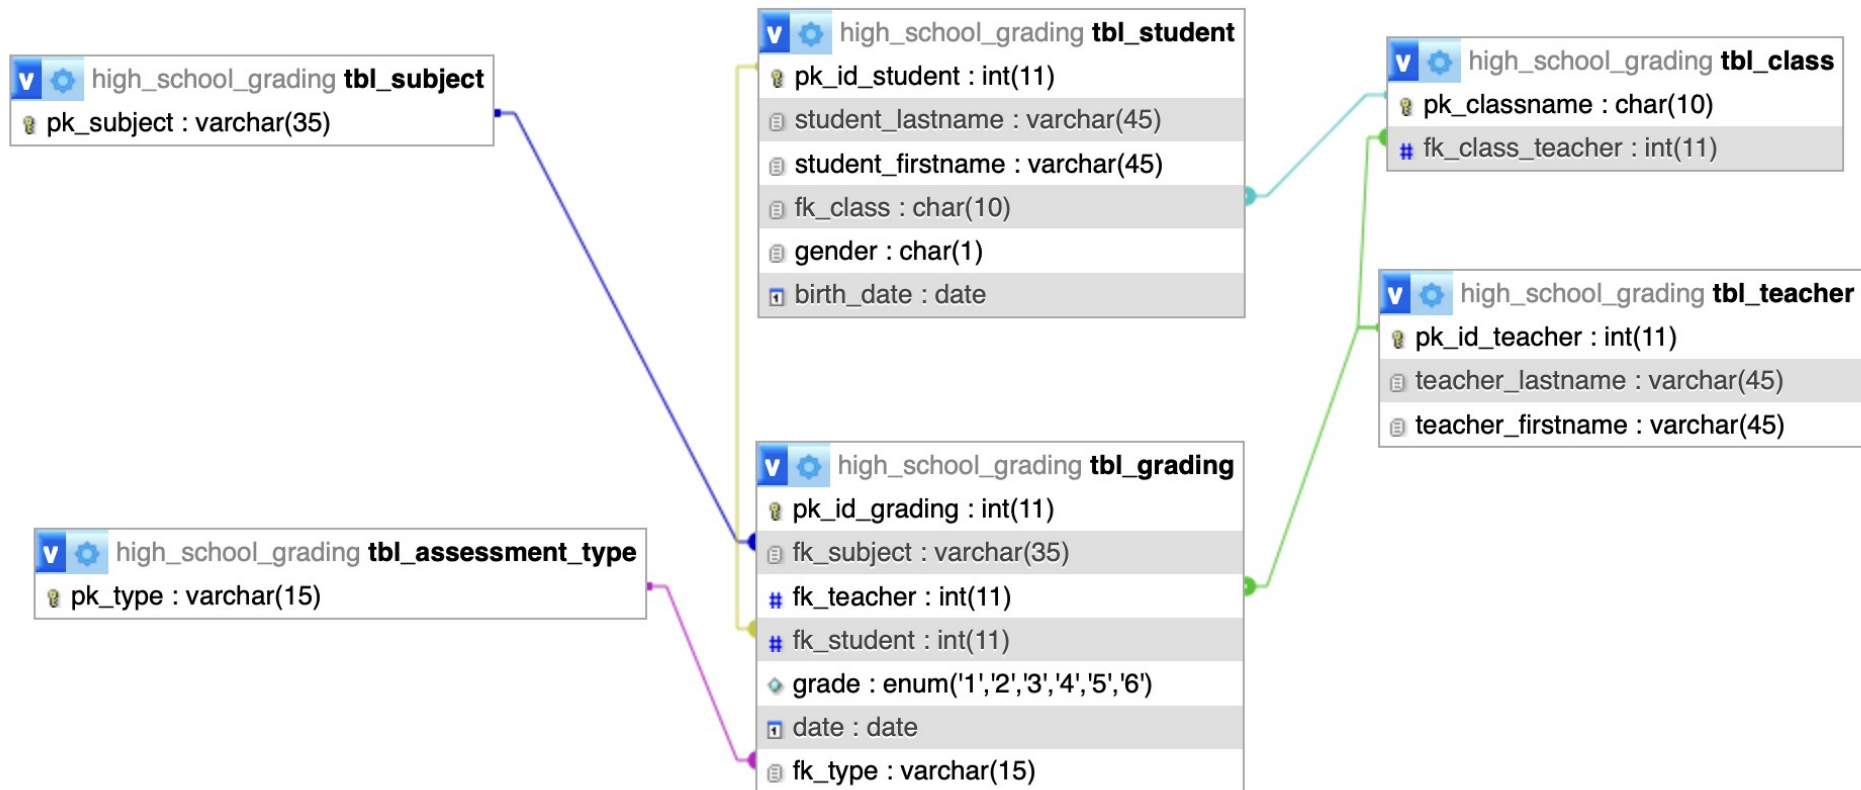 high_school_grading tbl_subject
pk_subject : varchar(35)
high_school_grading tbl_student
pk_id_student : int(11)
student_lastname : varchar(45)
student_firstname : varchar(45)
fk_class : char(10)
gender : char(1)
birth_date : date
high_school_grading tbl_class
pk_classname : char(10)
fk_class_teacher : int(11)
high_school_grading tbl_teacher
pk_id_teacher : int(11)
teacher_lastname : varchar(45)
teacher_firstname : varchar(45)
high_school_grading tbl_assessment_type
pk_type : varchar(15)
high_school_grading tbl_grading
pk_id_grading : int(11)
fk_subject : varchar(35)
fk_teacher : int(11)
fk_student : int(11)
grade : enum('1','2','3','4','5','6')
date : date
fk_type : varchar(15)